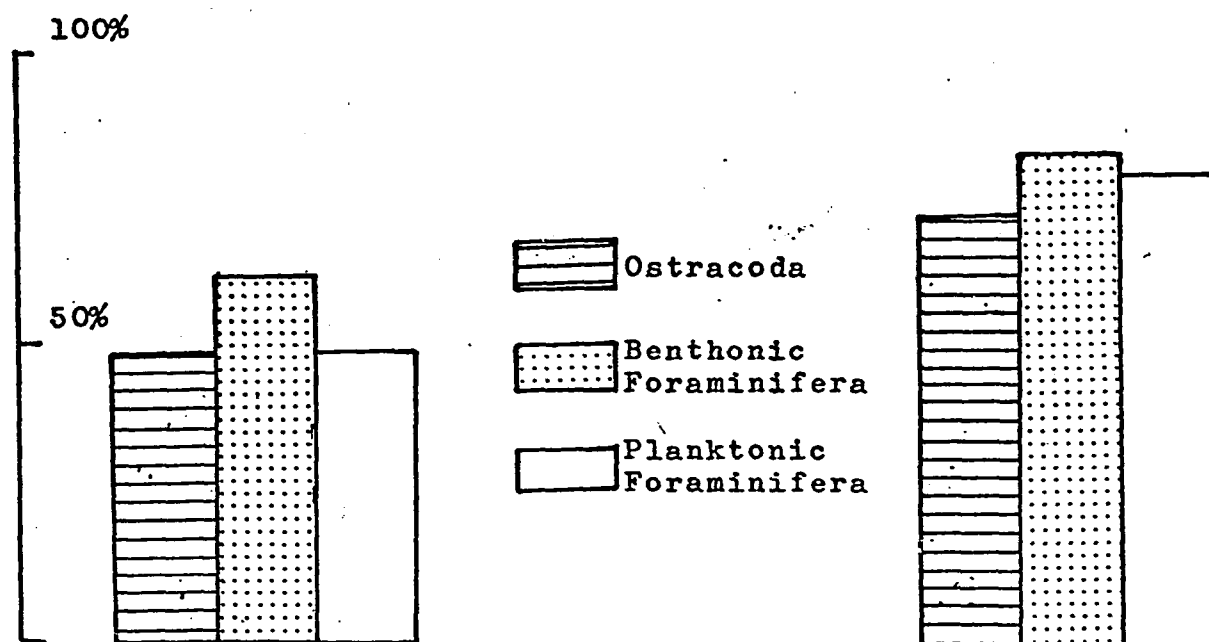 100%
50%
Ostracoda
Benthonic
Foraminifera
Planktonic
Foraminifera